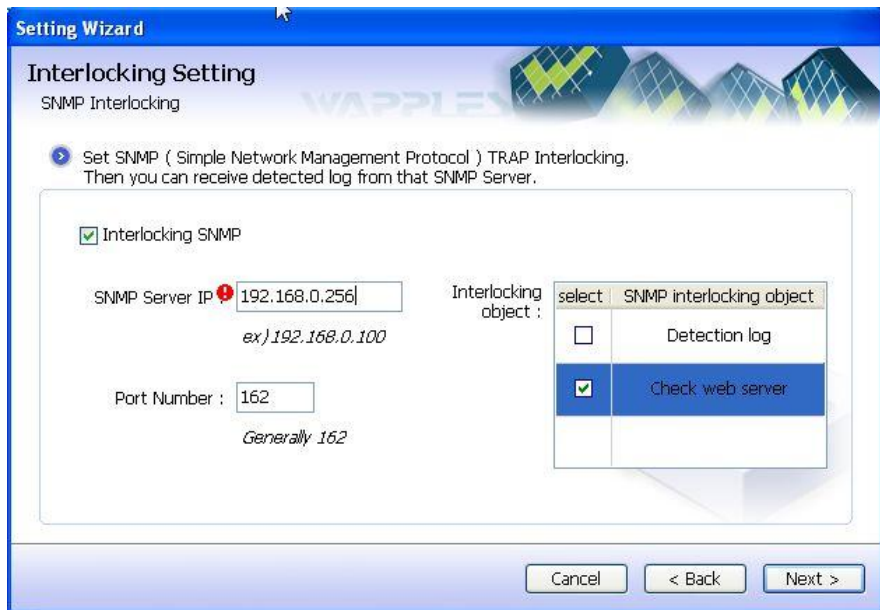 Setting Wizard
Interlocking Setting
SNMP Interlocking
WAPPLES
Set SNMP ( Simple Network Management Protocol ) TRAP Interlocking.
Then you can receive detected log from that SNMP Server.
Interlocking SNMP
SNMP Server IP 192.168.0.256
ex)192.168.0.100
Port Number : 162
Generally 162
Interlocking
object :
select SNMP interlocking object
Detection log
Check web server
Cancel < Back Next >